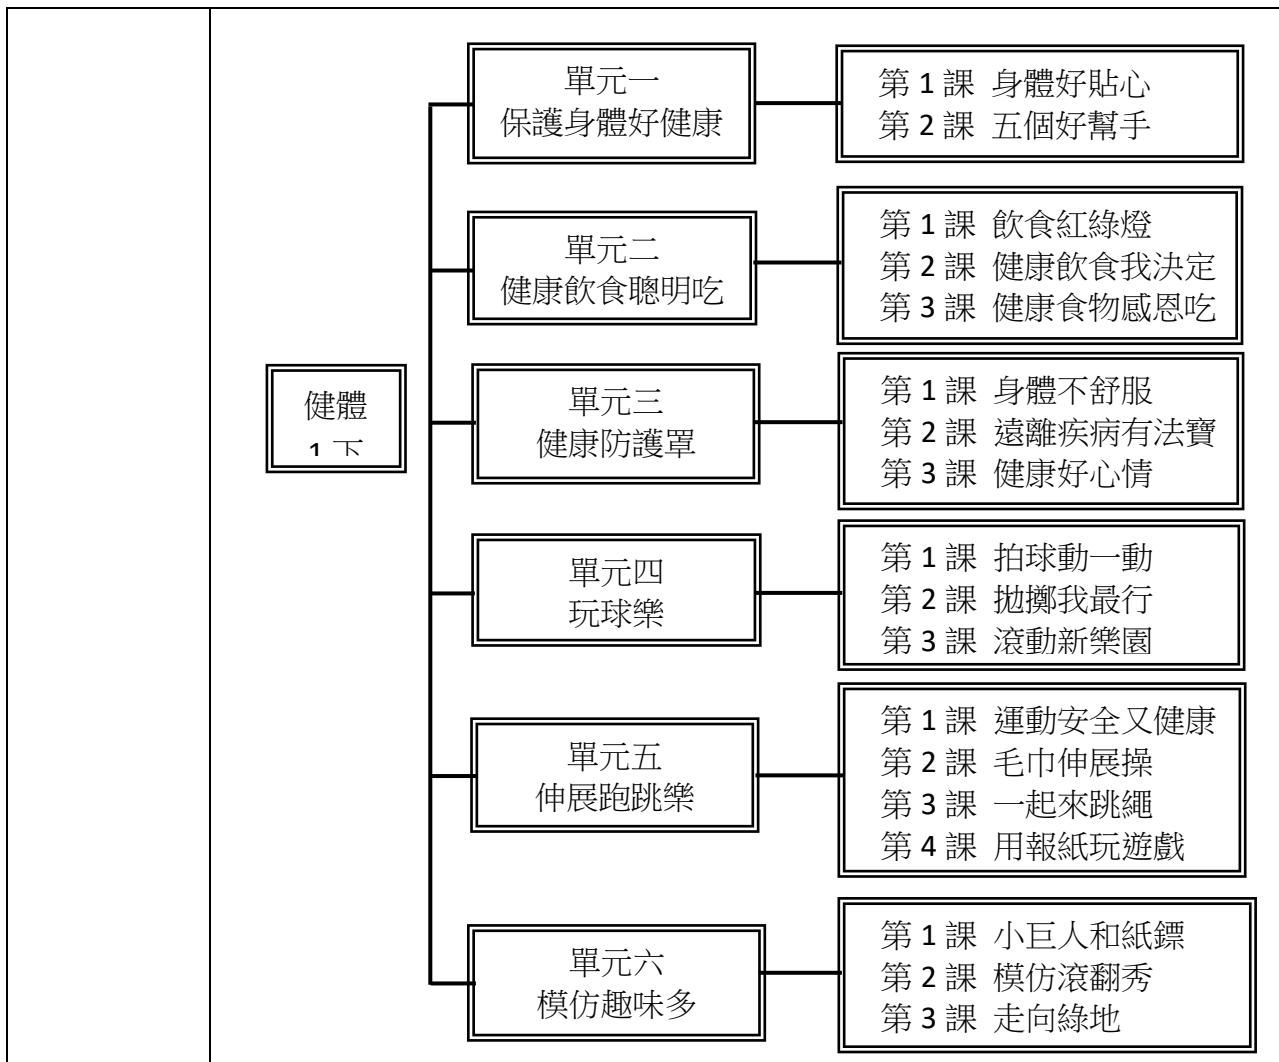 健體
1 下
單元一
保護身體好健康
第 1 課 身體好貼心
第 2 課 五個好幫手
單元二
健康飲食聰明吃
第 1 課 飲食紅綠燈
第 2 課 健康飲食我決定
第 3 課 健康食物感恩吃
單元三
健康防護罩
第 1 課 身體不舒服
第 2 課 遠離疾病有法寶
第 3 課 健康好心情
單元四
玩球樂
第 1 課 拍球動一動
第 2 課 拋擲我最行
第 3 課 滾動新樂園
單元五
伸展跑跳樂
第 1 課 運動安全又健康
第 2 課 毛巾伸展操
第 3 課 一起來跳繩
第 4 課 用報紙玩遊戲
單元六
模仿趣味多
第 1 課 小巨人和紙鏢
第 2 課 模仿滾翻秀
第 3 課 走向綠地